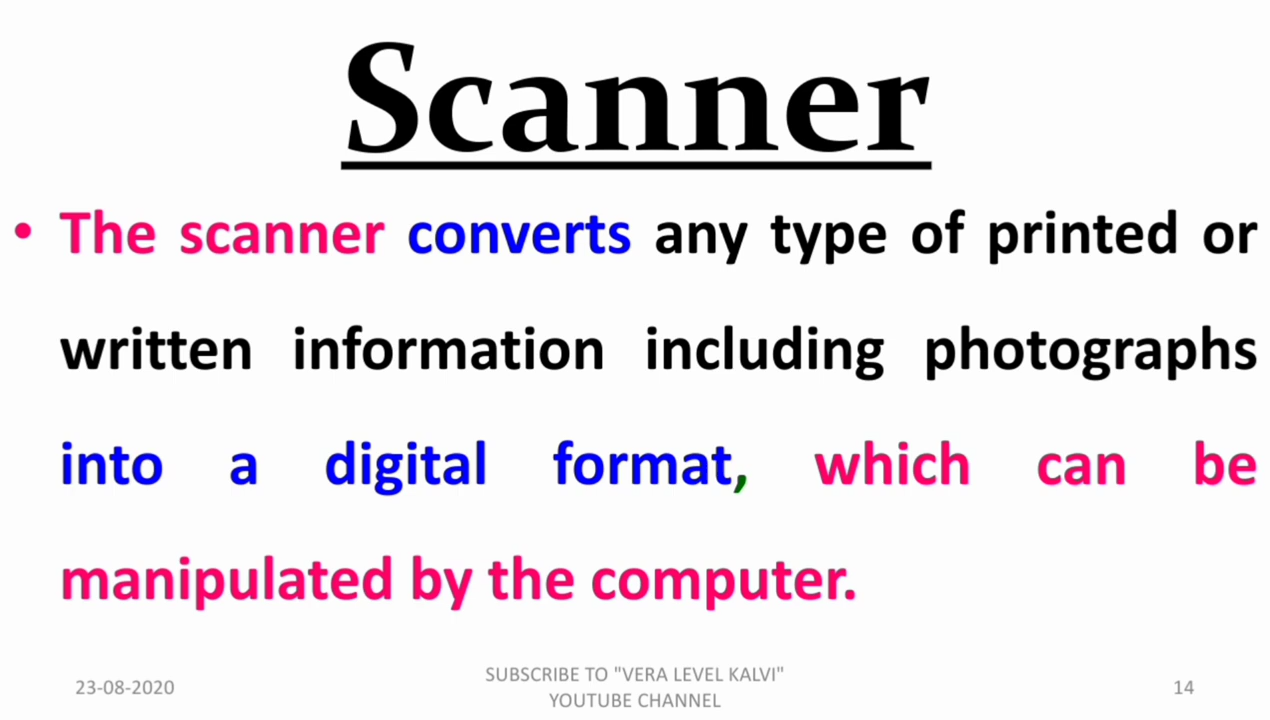 Scanner
• The scanner converts any type of printed or
written information including photographs
into a digital format, which can be
manipulated by the computer.
23-08-2020
SUBSCRIBE TO "VERA LEVEL KALVI"
YOUTUBE CHANNEL
14